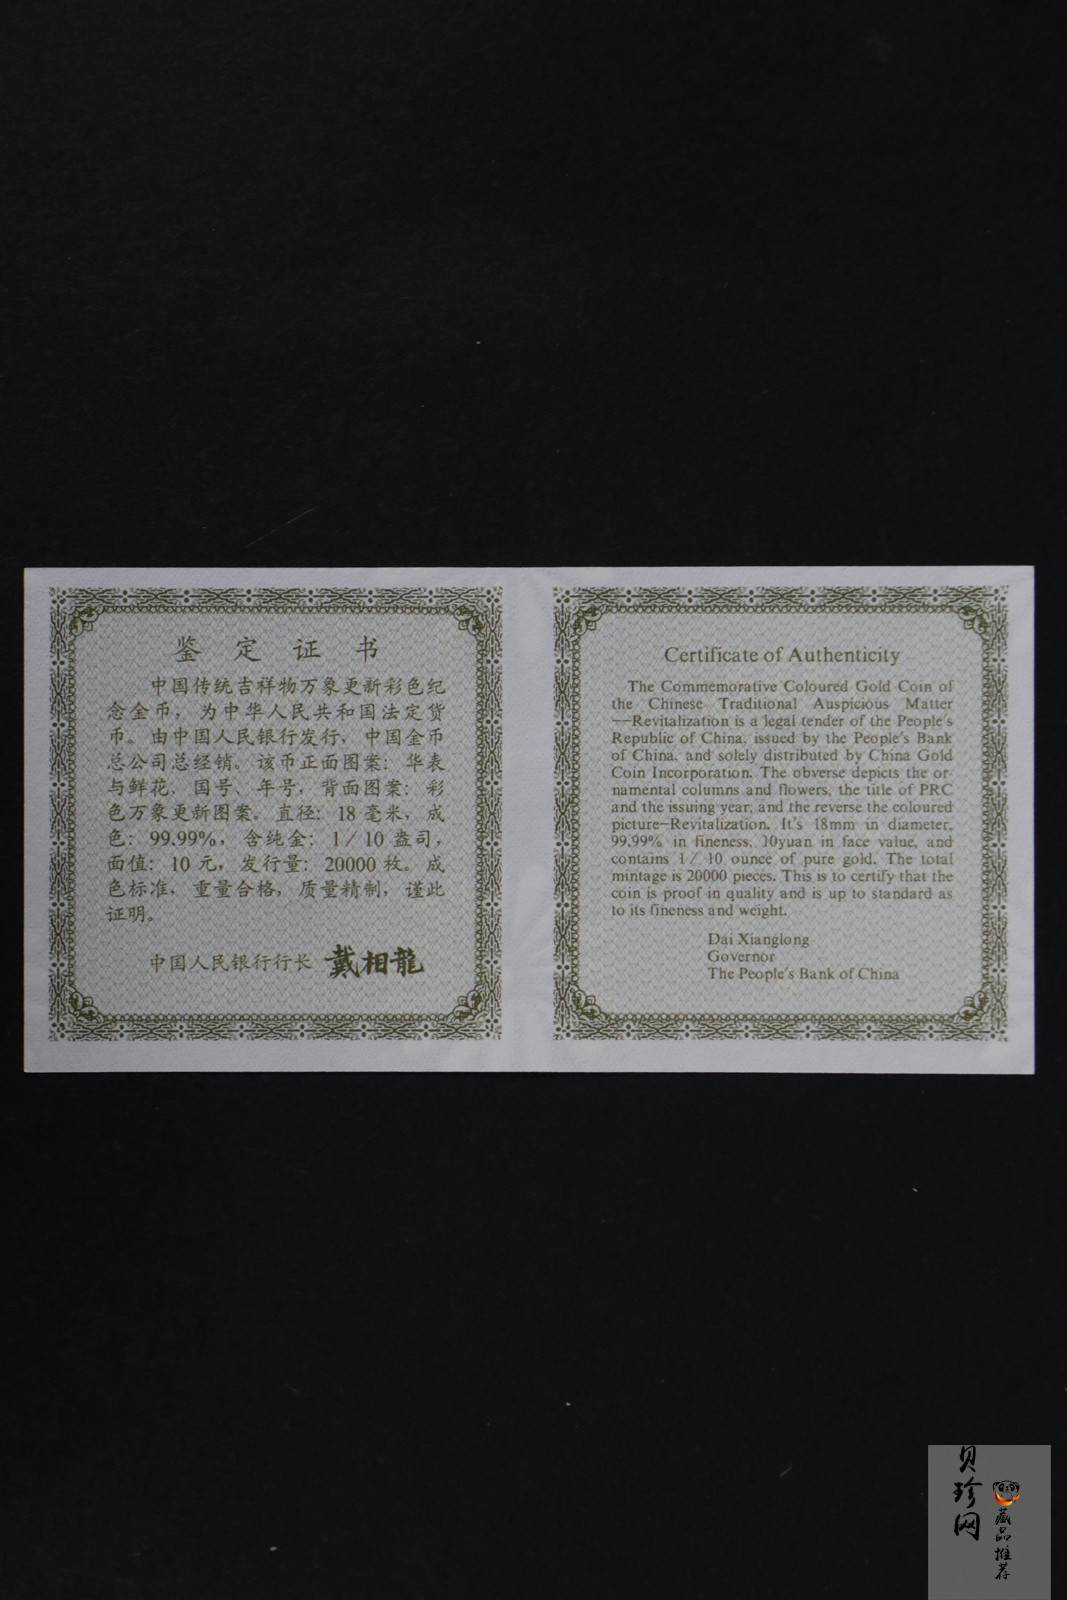 鉴定证书
中国传统吉祥物万象更新彩色纪
念金币，为中华人民共和国法定货
币。由中国人民银行发行，中国金币
总公司总经销。该币正面图案：华表
与鲜花，国号、年号，背面图案：彩
色万象更新图案。直径：18毫米，成
色：99.99%，含纯金：1/10盎司，
面值：10元，发行量：20000枚。成
色标准，重量合格，质量精制，谨此
证明。
中国人民银行行长 戴相龍
Certificate of Authenticity
The Commemorative Coloured Gold Coin of
the Chinese Traditional Auspicious Matter
—Revitalization is a legal tender of the People's
Republic of China, issued by the People's Bank
of China, and solely distributed by China Gold
Coin Incorporation. The obverse depicts the or-
namental columns and flowers, the title of PRC
and the issuing year, and the reverse the coloured
picture-Revitalization. It's 18mm in diameter,
99.99% in fineness, 10yuan in face value, and
contains 1/10 ounce of pure gold. The total
mintage is 20000 pieces. This is to certify that the
coin is proof in quality and is up to standard as
to its fineness and weight.
Dai Xianglong
Governor
The People's Bank of China
贝珍网
藏品推荐